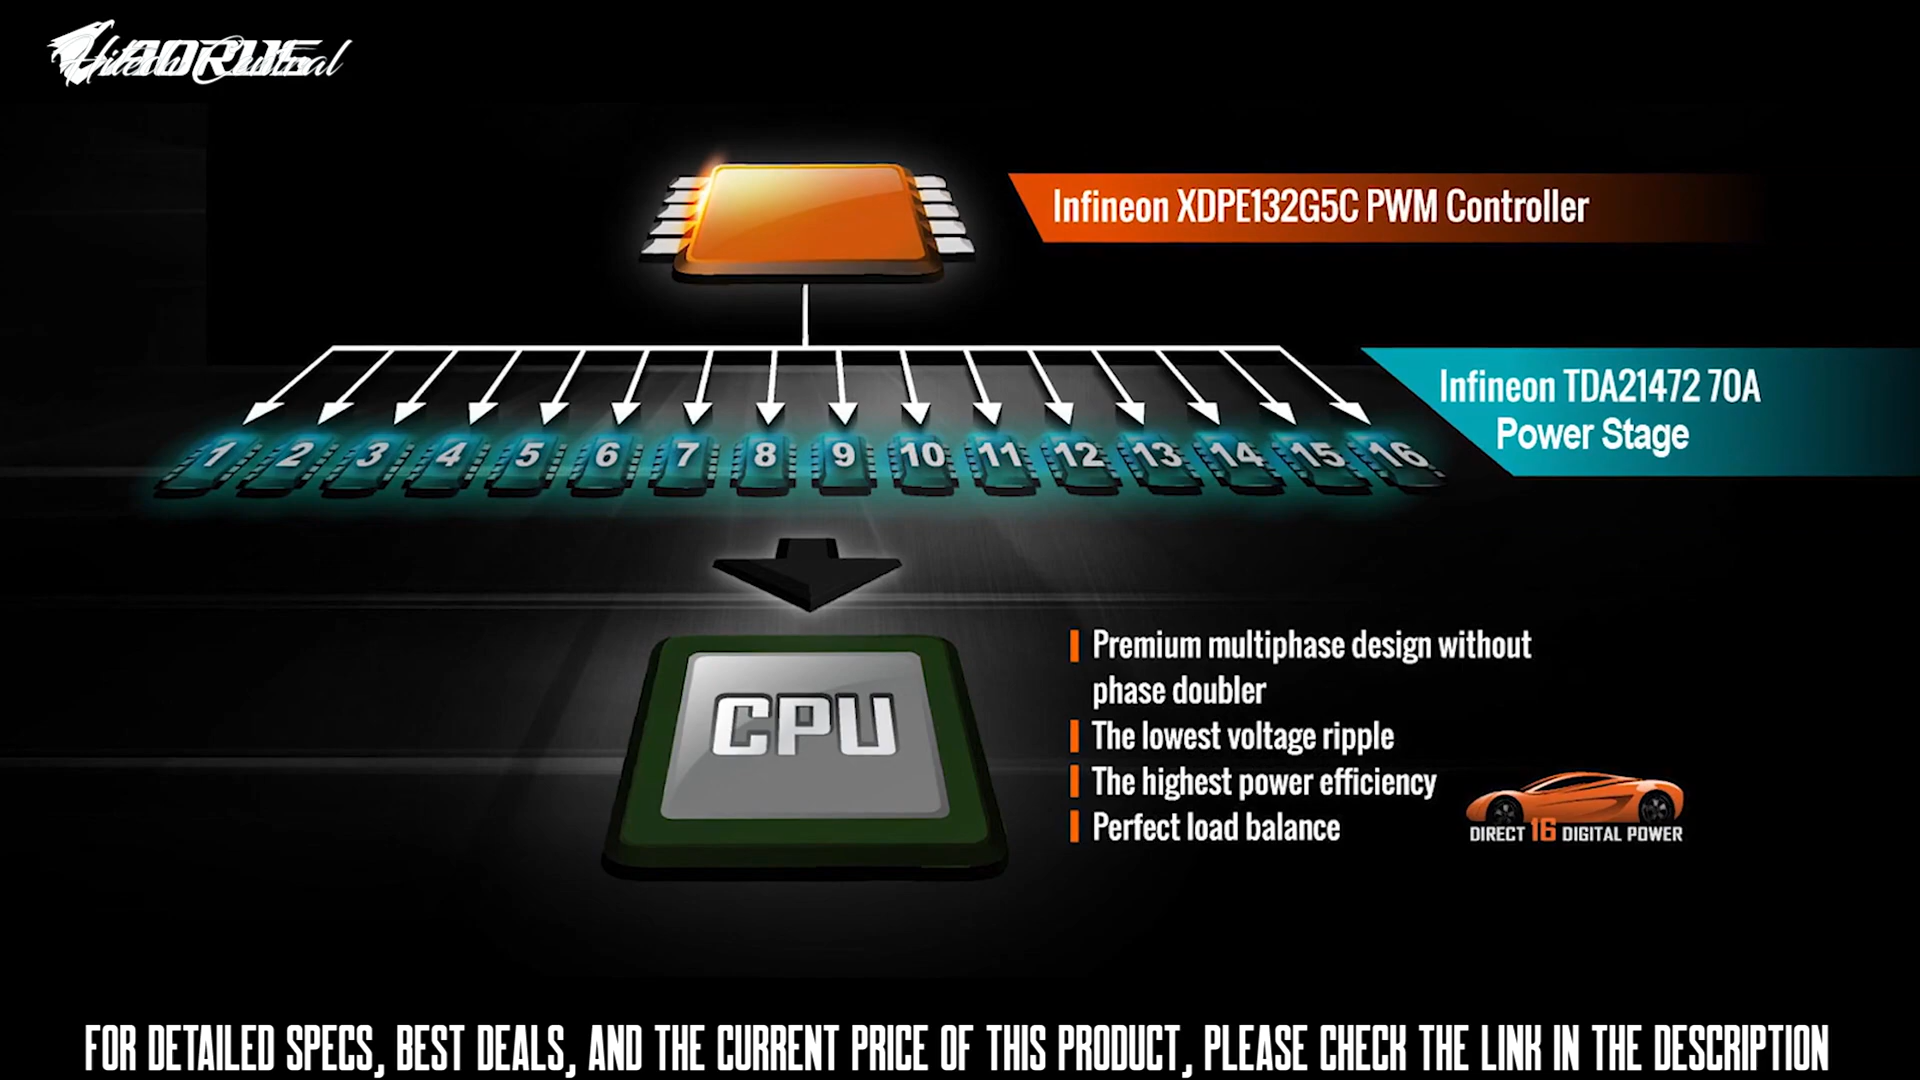 AORUS
Infineon XDPE132G5C PWM Controller
Infineon TDA21472 70A
Power Stage
1 2 3 4 5 6 7 8 9 10 11 12 13 14 15 16
CPU
Premium multiphase design without
phase doubler
The lowest voltage ripple
The highest power efficiency
Perfect load balance
DIRECT 16 DIGITAL POWER
FOR DETAILED SPECS, BEST DEALS, AND THE CURRENT PRICE OF THIS PRODUCT, PLEASE CHECK THE LINK IN THE DESCRIPTION